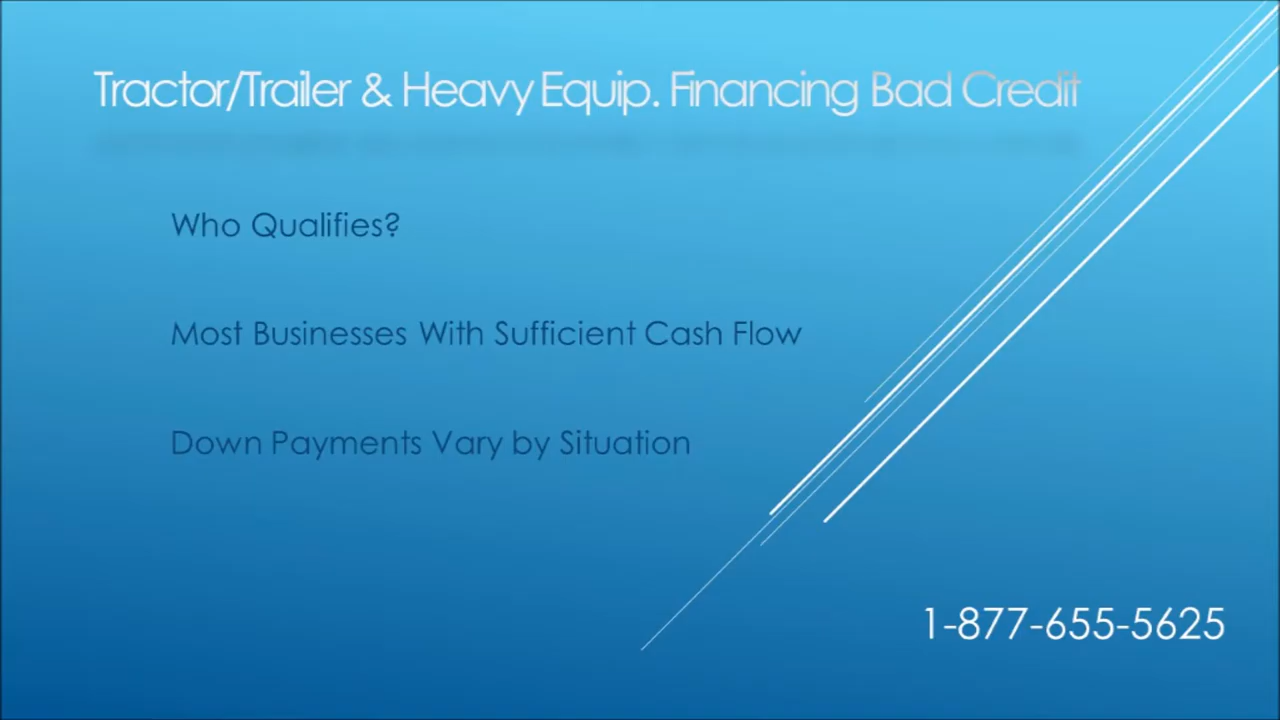 Tractor/Trailer & Heavy Equip. Financing Bad Credit
Who Qualifies?
Most Businesses With Sufficient Cash Flow
Down Payments Vary by Situation
1-877-655-5625